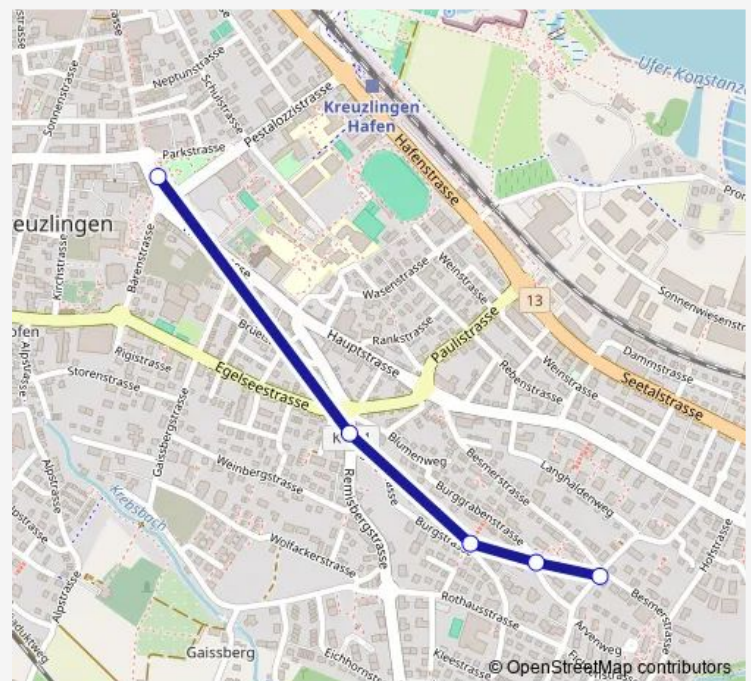 Sonnenstrasse
Neptunstrasse
Schulstrasse
Pestalozzistrasse
Parkstrasse
Kreuzlingen
Hafen
Hafenstrasse
Ufer Konstanz
euzlingen
Bärenstrasse
Kirchstrasse
Wasenstrasse
Weinstrasse
13
Sonnenwiesenstr
Rankstrasse
Hauptstrasse
Paulistrasse
Rigistrasse
Storenstrasse
Egelseestrasse
Rebenstrasse
Weinstrasse
Dammstrasse
Seetalstrasse
Alpstrasse
Gaissbergstrasse
Weinbergstrasse
Blumenweg
Besmerstrasse
Langhaldenweg
Burggrabenstrasse
Remisbergstrasse
Alpstrasse
Krebsbach
Wolfackerstrasse
Hofstrasse
Rothausstrasse
Besmerstrasse
Alpstrasse
Arvenweg
Gaissberg
Kleestrasse
© OpenStreetMap contributors